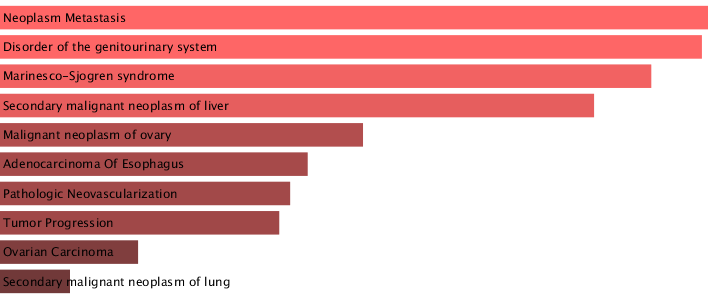 Neoplasm Metastasis
Disorder of the genitourinary system
Marinesco-Sjogren syndrome
Secondary malignant neoplasm of liver
Malignant neoplasm of ovary
Adenocarcinoma Of Esophagus
Pathologic Neovascularization
Tumor Progression
Ovarian Carcinoma
Secondary malignant neoplasm of lung